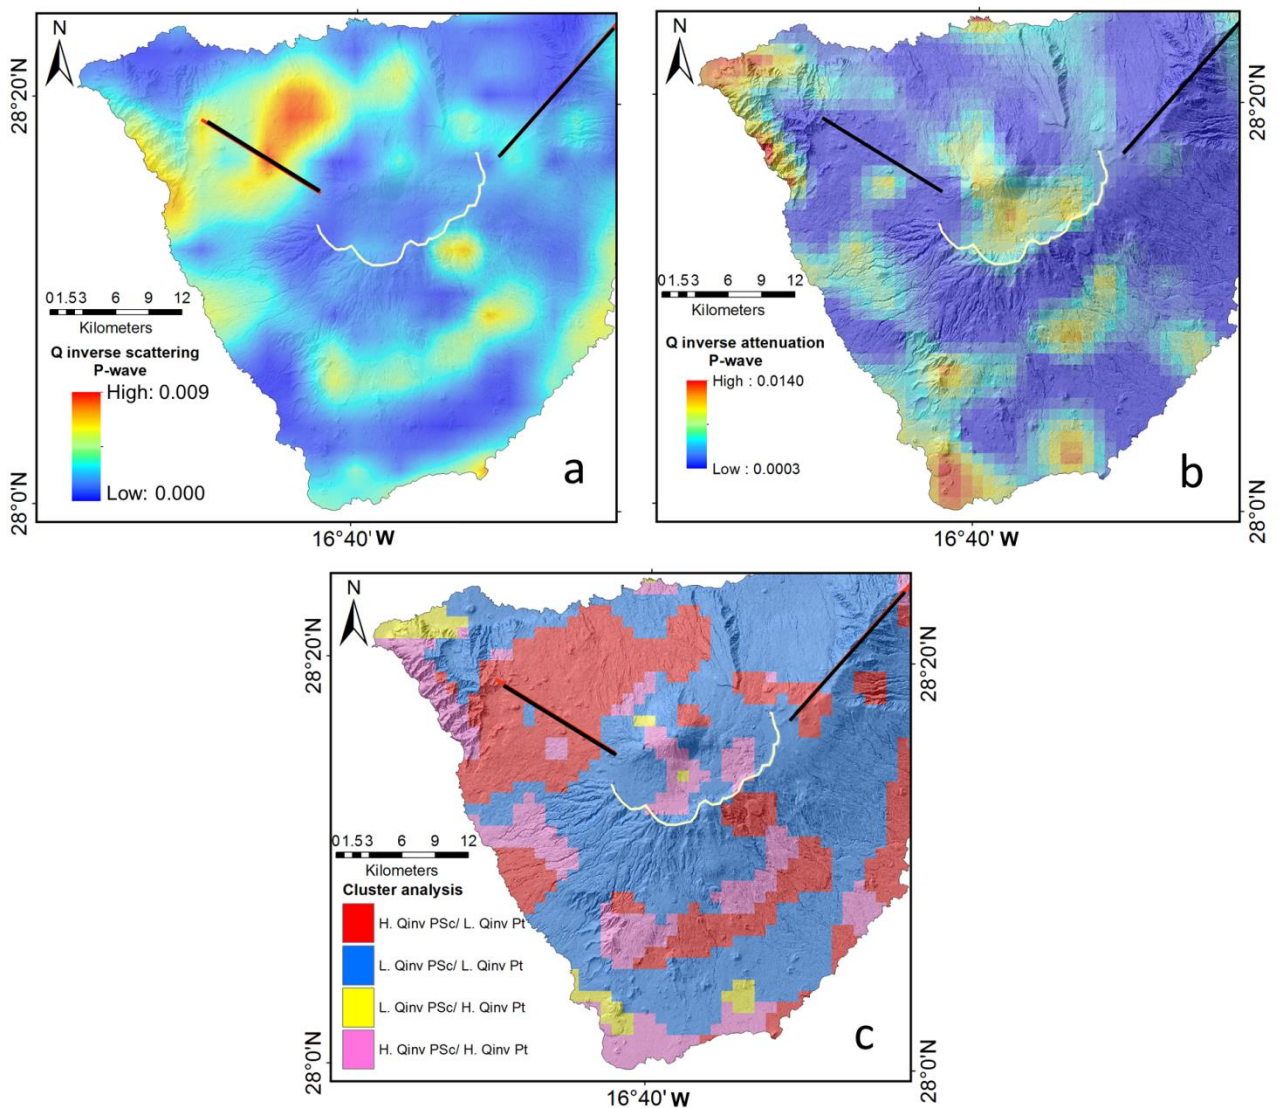 N
28°20'N
0 1.5 3 6 9 12
Kilometers
Q inverse scattering
P-wave
High: 0.009
Low: 0.000
a
28°0'N
16°40' W
N
28°20'N
0 1.5 3 6 9 12
Kilometers
Q inverse attenuation
P-wave
High : 0.0140
Low : 0.0003
b
28°0'N
16°40' W
N
28°20'N
28°20'N
0 1.5 3 6 9 12
Kilometers
Cluster analysis
H. Qinv PSc/ L. Qinv Pt
L. Qinv PSc/ L. Qinv Pt
L. Qinv PSc/ H. Qinv Pt
H. Qinv PSc/ H. Qinv Pt
c
28°0'N
28°0'N
16°40' W